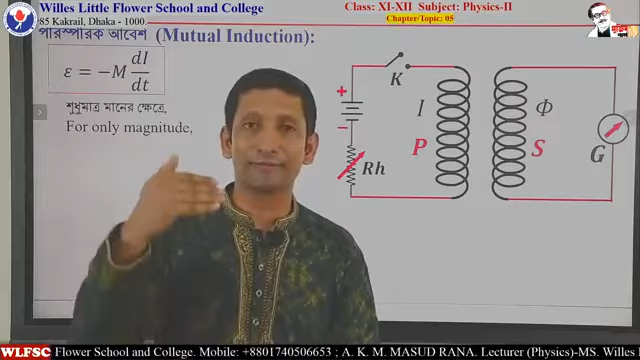 Willes Little Flower School and College
85 Kakrail, Dhaka - 1000.
Class: XI-XII Subject: Physics-II
Chapter/Topic: 05
পারস্পারিক আবেশ (Mutual Induction):
ε = −M dI/dt
শুধুমাত্র মানের ক্ষেত্রে,
For only magnitude,
+
−
K
Rh
I
P
Φ
S
G
WLFSC Flower School and College. Mobile: +8801740506653 ; A. K. M. MASUD RANA. Lecturer (Physics)-MS. Willes